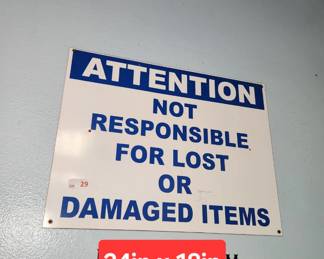 ATTENTION
NOT
RESPONSIBLE
FOR LOST
OR
29
DAMAGED ITEMS